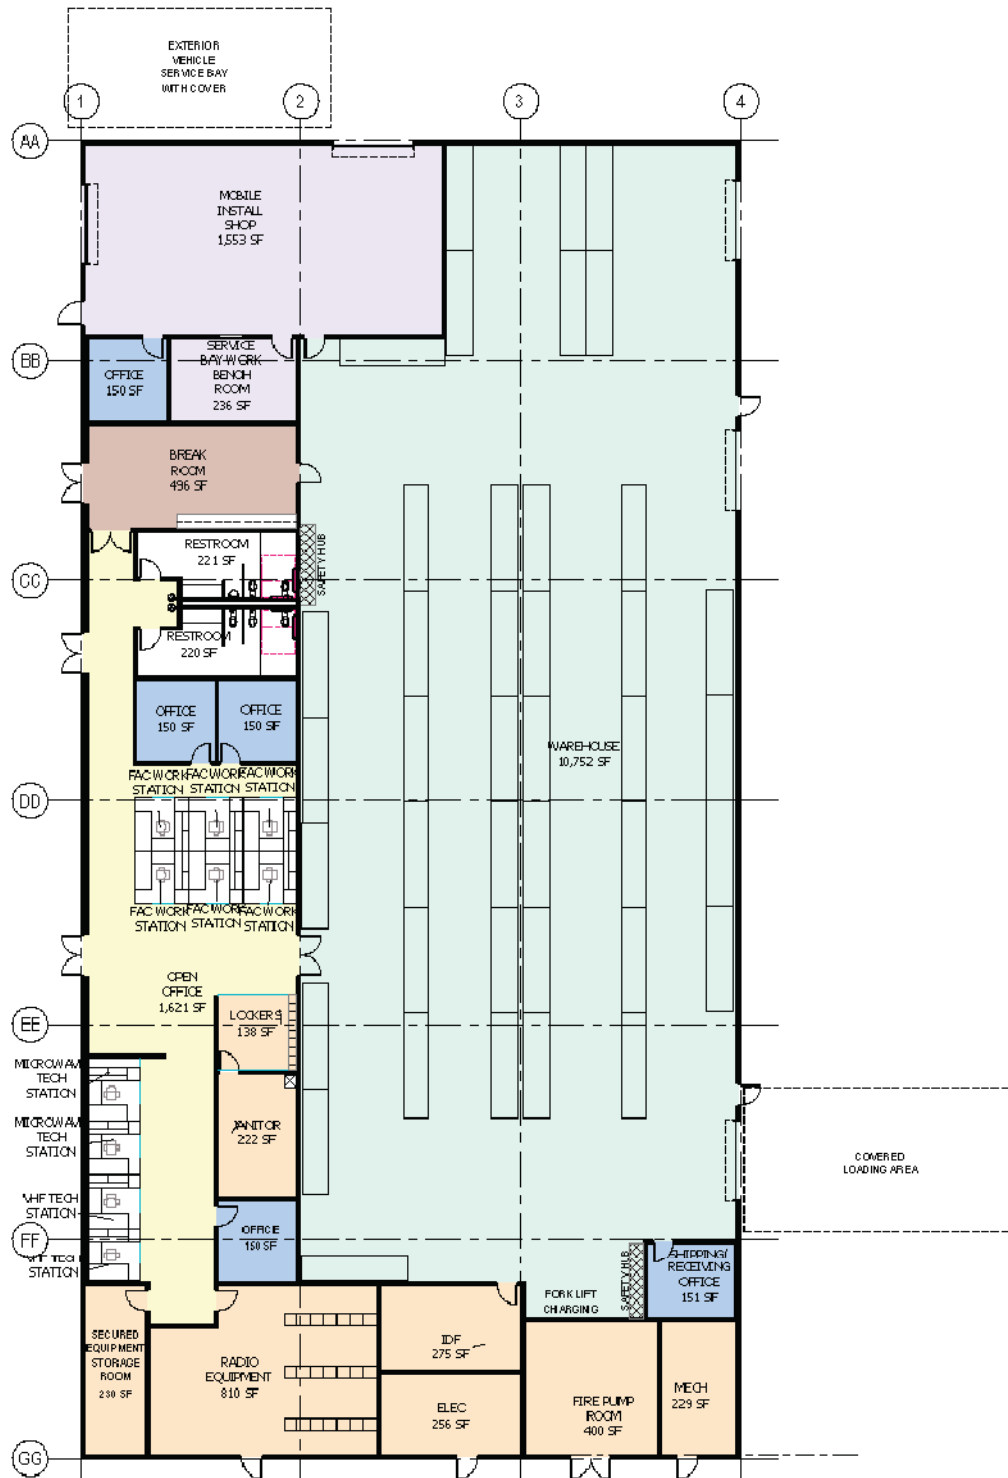 EXTERIOR
VEHICLE
SERVICE BAY
WITH COVER
1
2
3
4
AA
MOBILE
INSTALL
SHOP
1,553 SF
BB
OFFICE
150 SF
SERVICE
BAY WORK
BENCH
ROOM
236 SF
BREAK
ROOM
496 SF
RESTROOM
221 SF
SAFETY HUB
CC
RESTROOM
220 SF
OFFICE
150 SF
OFFICE
150 SF
WAREHOUSE
10,752 SF
FAC WORK
STATION
FAC WORK
STATION
FAC WORK
STATION
DD
FAC WORK
STATION
FAC WORK
STATION
FAC WORK
STATION
OPEN
OFFICE
1,621 SF
LOCKERS
138 SF
EE
MICROWAVE
TECH
STATION
MICROWAVE
TECH
STATION
JANITOR
222 SF
COVERED
LOADING AREA
VHF TECH
STATION
OFFICE
150 SF
FF
VHF TECH
STATION
SHIPPING/
RECEIVING
OFFICE
151 SF
SAFETY HUB
FORKLIFT
CHARGING
SECURED
EQUIPMENT
STORAGE
ROOM
230 SF
RADIO
EQUIPMENT
810 SF
IDF
275 SF
ELEC
256 SF
FIRE PUMP
ROOM
400 SF
MECH
229 SF
GG